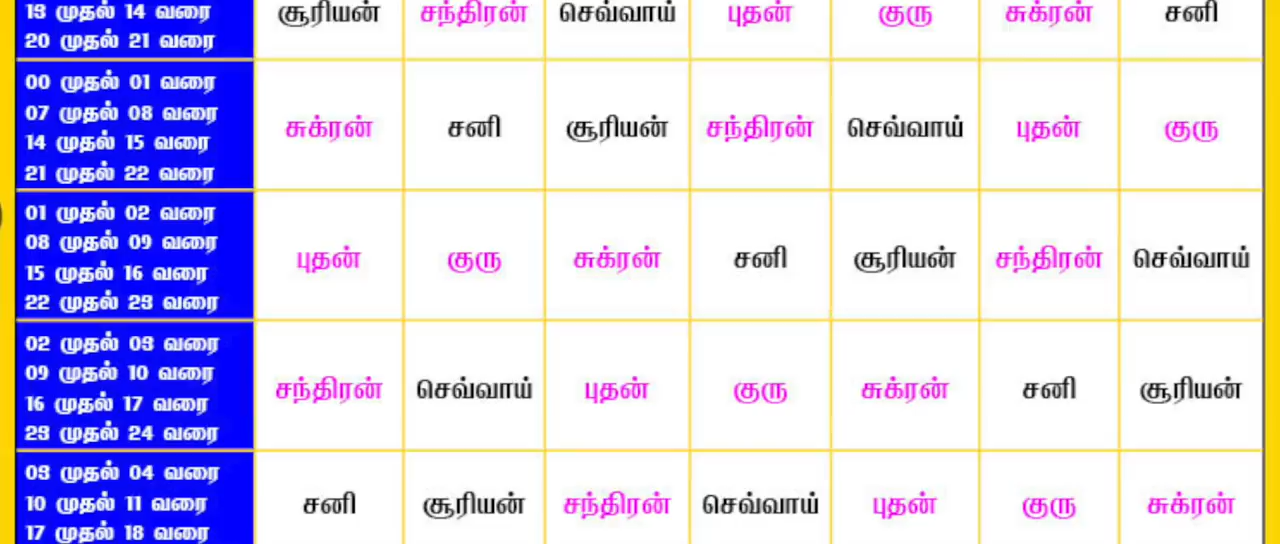 13 முதல் 14 வரை
20 முதல் 21 வரை
சூரியன் சந்திரன் செவ்வாய் புதன் குரு சுக்ரன் சனி
00 முதல் 01 வரை
07 முதல் 08 வரை
14 முதல் 15 வரை
21 முதல் 22 வரை
சுக்ரன் சனி சூரியன் சந்திரன் செவ்வாய் புதன் குரு
01 முதல் 02 வரை
08 முதல் 09 வரை
15 முதல் 16 வரை
22 முதல் 23 வரை
புதன் குரு சுக்ரன் சனி சூரியன் சந்திரன் செவ்வாய்
02 முதல் 03 வரை
09 முதல் 10 வரை
16 முதல் 17 வரை
23 முதல் 24 வரை
சந்திரன் செவ்வாய் புதன் குரு சுக்ரன் சனி சூரியன்
03 முதல் 04 வரை
10 முதல் 11 வரை
17 முதல் 18 வரை
சனி சூரியன் சந்திரன் செவ்வாய் புதன் குரு சுக்ரன்